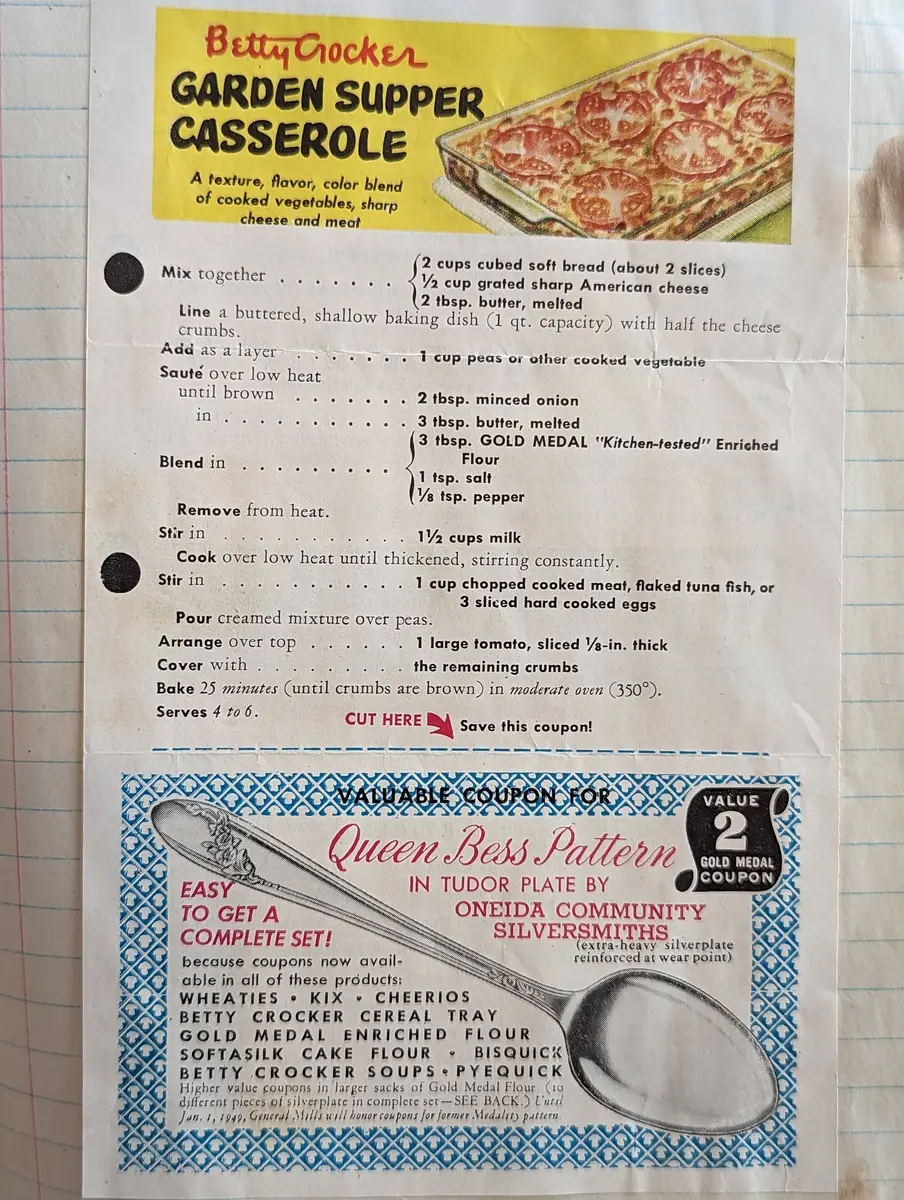 Betty Crocker
GARDEN SUPPER
CASSEROLE
A texture, flavor, color blend
of cooked vegetables, sharp
cheese and meat
Mix together . . . . . . . 2 cups cubed soft bread (about 2 slices)
½ cup grated sharp American cheese
2 tbsp. butter, melted
Line a buttered, shallow baking dish (1 qt. capacity) with half the cheese
crumbs.
Add as a layer . . . . . . . 1 cup peas or other cooked vegetable
Sauté over low heat
until brown . . . . . . . 2 tbsp. minced onion
in . . . . . . . . . . . 3 tbsp. butter, melted
3 tbsp. GOLD MEDAL "Kitchen-tested" Enriched
Flour
Blend in . . . . . . . . .
1 tsp. salt
⅛ tsp. pepper
Remove from heat.
Stir in . . . . . . . . . . . 1½ cups milk
Cook over low heat until thickened, stirring constantly.
Stir in . . . . . . . . . . . 1 cup chopped cooked meat, flaked tuna fish, or
3 sliced hard cooked eggs
Pour creamed mixture over peas.
Arrange over top . . . . . . 1 large tomato, sliced ⅛-in. thick
Cover with . . . . . . . . . the remaining crumbs
Bake 25 minutes (until crumbs are brown) in moderate oven (350°).
Serves 4 to 6.
CUT HERE Save this coupon!
VALUABLE COUPON FOR
VALUE
2
GOLD MEDAL
COUPON
Queen Bess Pattern
IN TUDOR PLATE BY
ONEIDA COMMUNITY
SILVERSMITHS
(extra-heavy silverplate
reinforced at wear point)
EASY
TO GET A
COMPLETE SET!
because coupons now avail-
able in all of these products:
WHEATIES • KIX • CHEERIOS
BETTY CROCKER CEREAL TRAY
GOLD MEDAL ENRICHED FLOUR
SOFTASILK CAKE FLOUR • BISQUICK
BETTY CROCKER SOUPS • PYEQUICK
Higher value coupons in larger sacks of Gold Medal Flour (10
different pieces of silverplate in complete set—SEE BACK.) Until
Jan. 1, 1949, General Mills will honor coupons for former Medality pattern.